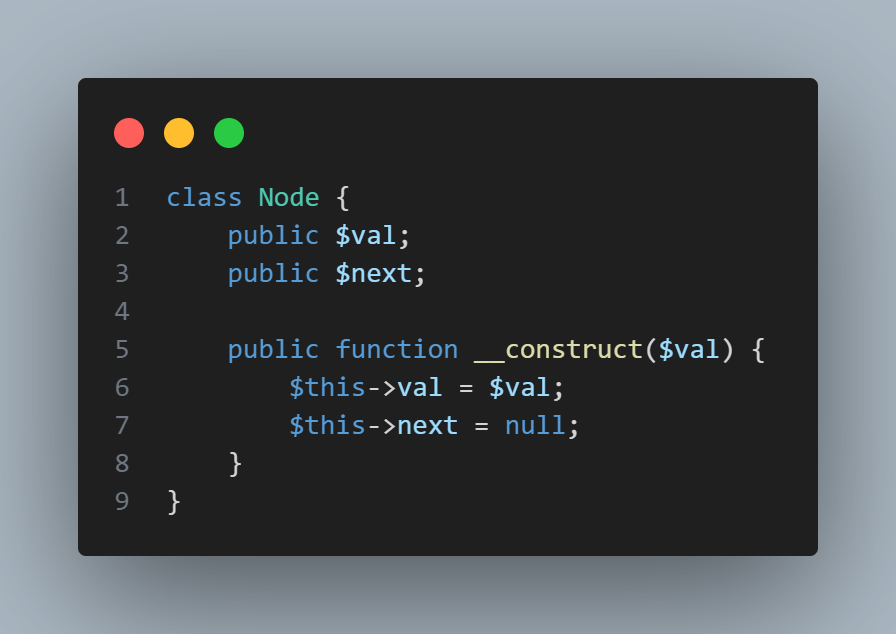 1 class Node {
2     public $val;
3     public $next;
4
5     public function __construct($val) {
6         $this->val = $val;
7         $this->next = null;
8     }
9 }